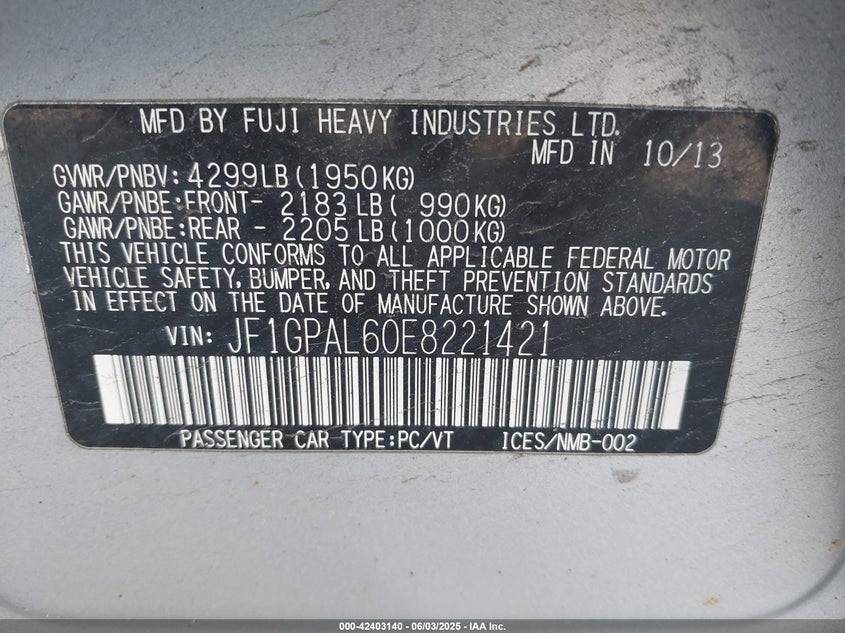 MFD BY FUJI HEAVY INDUSTRIES LTD.
MFD IN 10/13
GVWR/PNBV: 4299LB (1950KG)
GAWR/PNBE:FRONT- 2183 LB ( 990KG)
GAWR/PNBE:REAR - 2205 LB (1000KG)
THIS VEHICLE CONFORMS TO ALL APPLICABLE FEDERAL MOTOR
VEHICLE SAFETY, BUMPER, AND THEFT PREVENTION STANDARDS
IN EFFECT ON THE DATE OF MANUFACTURE SHOWN ABOVE.
VIN: JF1GPAL60E8221421
PASSENGER CAR TYPE:PC/VT ICES/NMB-002
000-42403140 - 06/03/2025 - IAA Inc.